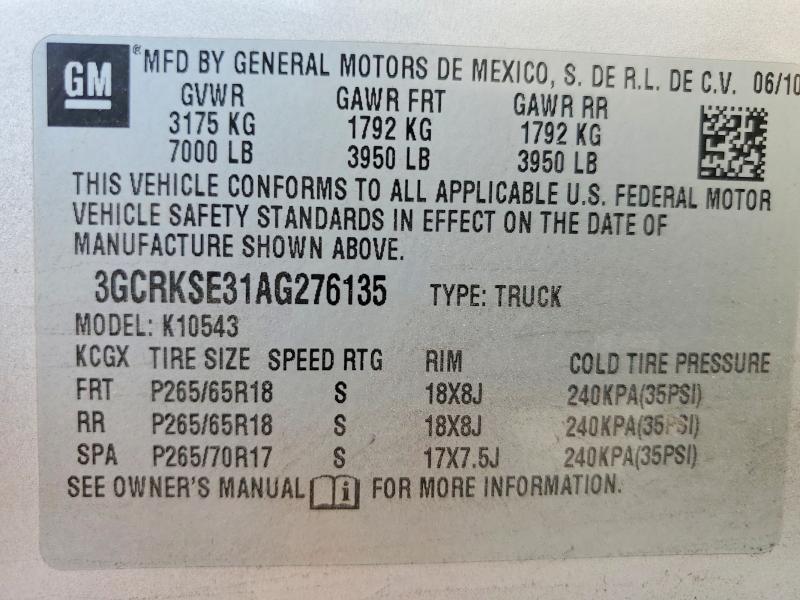 GM
® MFD BY GENERAL MOTORS DE MEXICO, S. DE R.L. DE C.V. 06/10
GVWR GAWR FRT GAWR RR
3175 KG 1792 KG 1792 KG
7000 LB 3950 LB 3950 LB
THIS VEHICLE CONFORMS TO ALL APPLICABLE U.S. FEDERAL MOTOR
VEHICLE SAFETY STANDARDS IN EFFECT ON THE DATE OF
MANUFACTURE SHOWN ABOVE.
3GCRKSE31AG276135 TYPE: TRUCK
MODEL: K10543
KCGX TIRE SIZE SPEED RTG RIM COLD TIRE PRESSURE
FRT P265/65R18 S 18X8J 240KPA(35PSI)
RR P265/65R18 S 18X8J 240KPA(35PSI)
SPA P265/70R17 S 17X7.5J 240KPA(35PSI)
SEE OWNER'S MANUAL i FOR MORE INFORMATION.